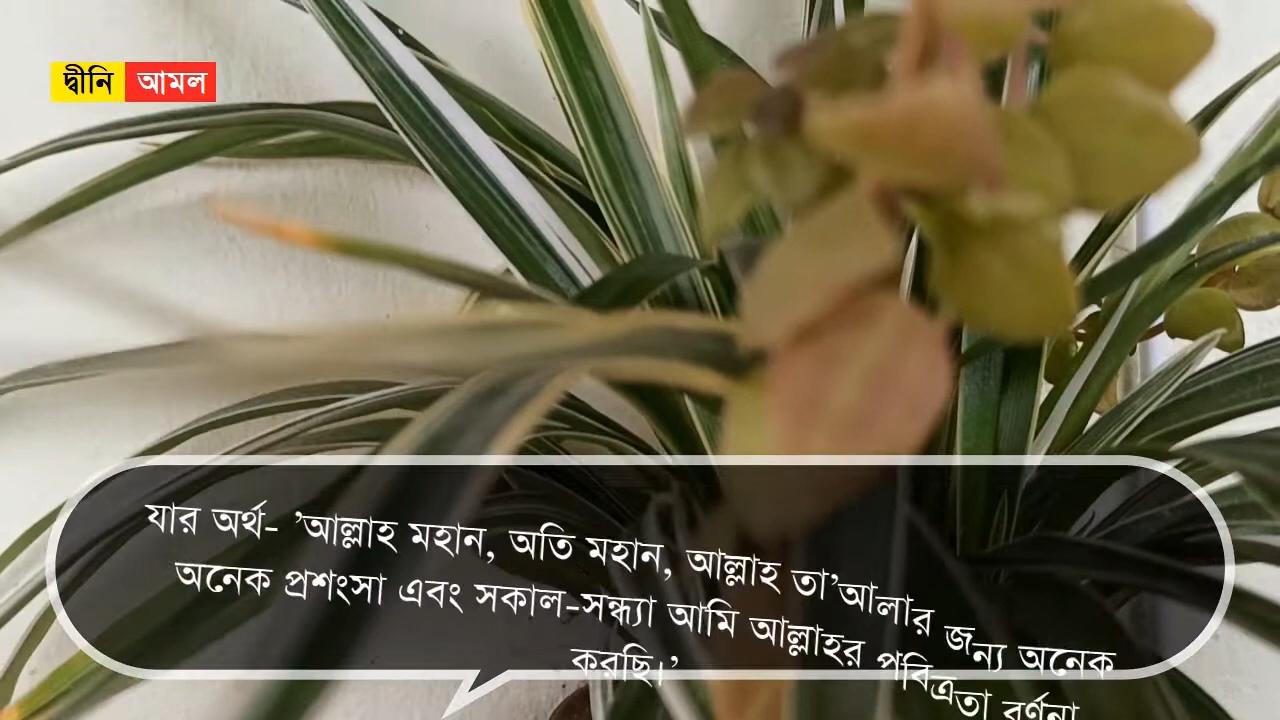 দ্বীনি আমল
যার অর্থ- ’আল্লাহ মহান, অতি মহান, আল্লাহ তা’আলার জন্য অনেক
অনেক প্রশংসা এবং সকাল-সন্ধ্যা আমি আল্লাহর পবিত্রতা বর্ণনা
করছি।’